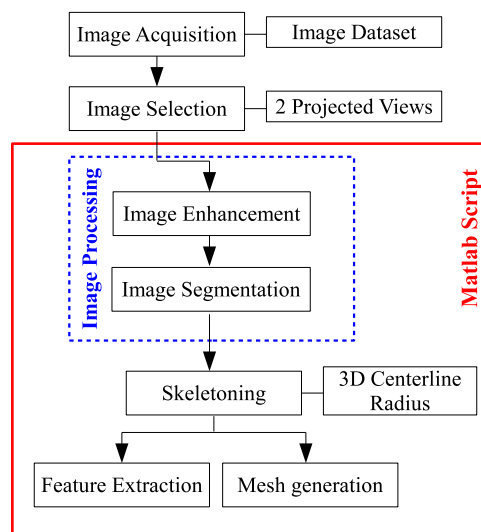 Image Acquisition
Image Dataset
Image Selection
2 Projected Views
Image Processing
Matlab Script
Image Enhancement
Image Segmentation
Skeletoning
3D Centerline
Radius
Feature Extraction
Mesh generation